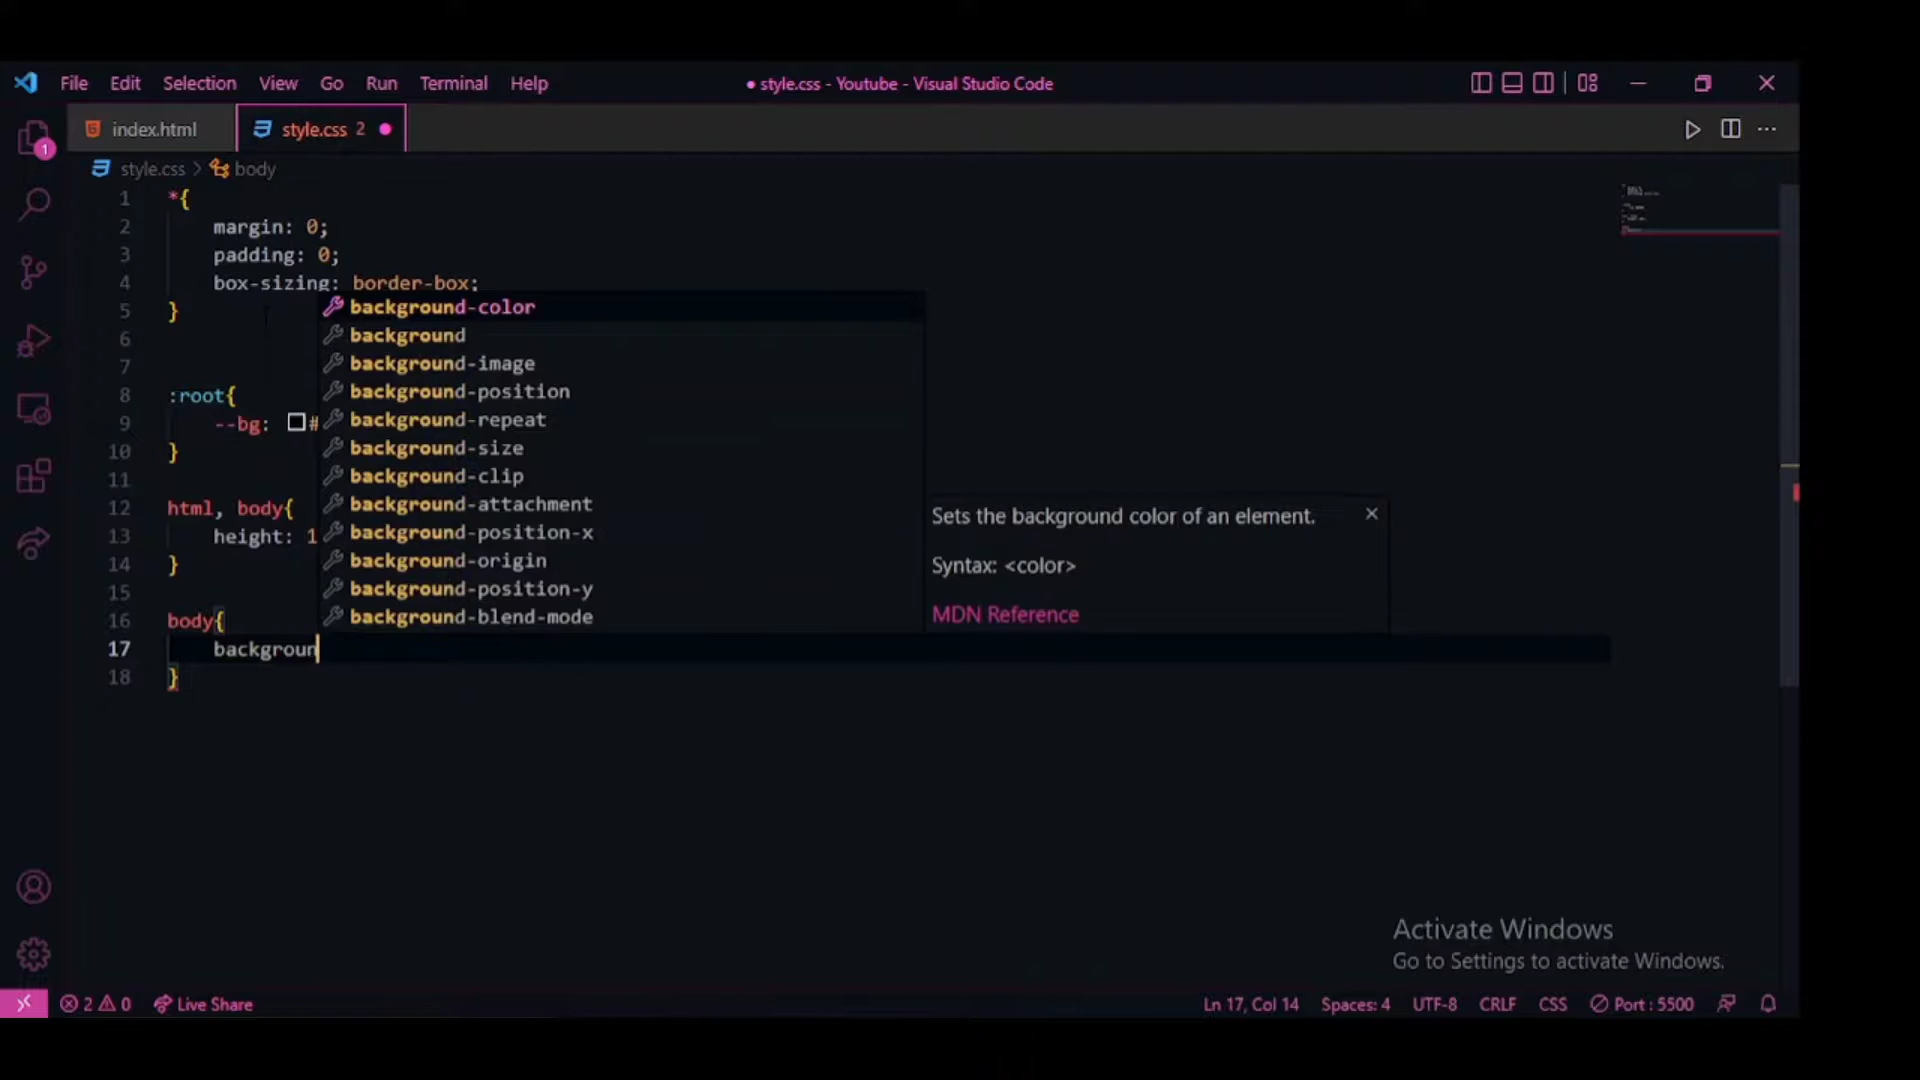 File Edit Selection View Go Run Terminal Help
● style.css - Youtube - Visual Studio Code
index.html
style.css 2
style.css > body
1
1 *{
2 margin: 0;
3 padding: 0;
4 box-sizing: border-box;
5 }
6
7
8 :root{
9 --bg: #
10 }
11
12 html, body{
13 height: 1
14 }
15
16 body{
17 backgroun
18 }
background-color
background
background-image
background-position
background-repeat
background-size
background-clip
background-attachment
background-position-x
background-origin
background-position-y
background-blend-mode
Sets the background color of an element.
Syntax: <color>
MDN Reference
Activate Windows
Go to Settings to activate Windows.
2 0 Live Share
Ln 17, Col 14 Spaces: 4 UTF-8 CRLF CSS Port : 5500